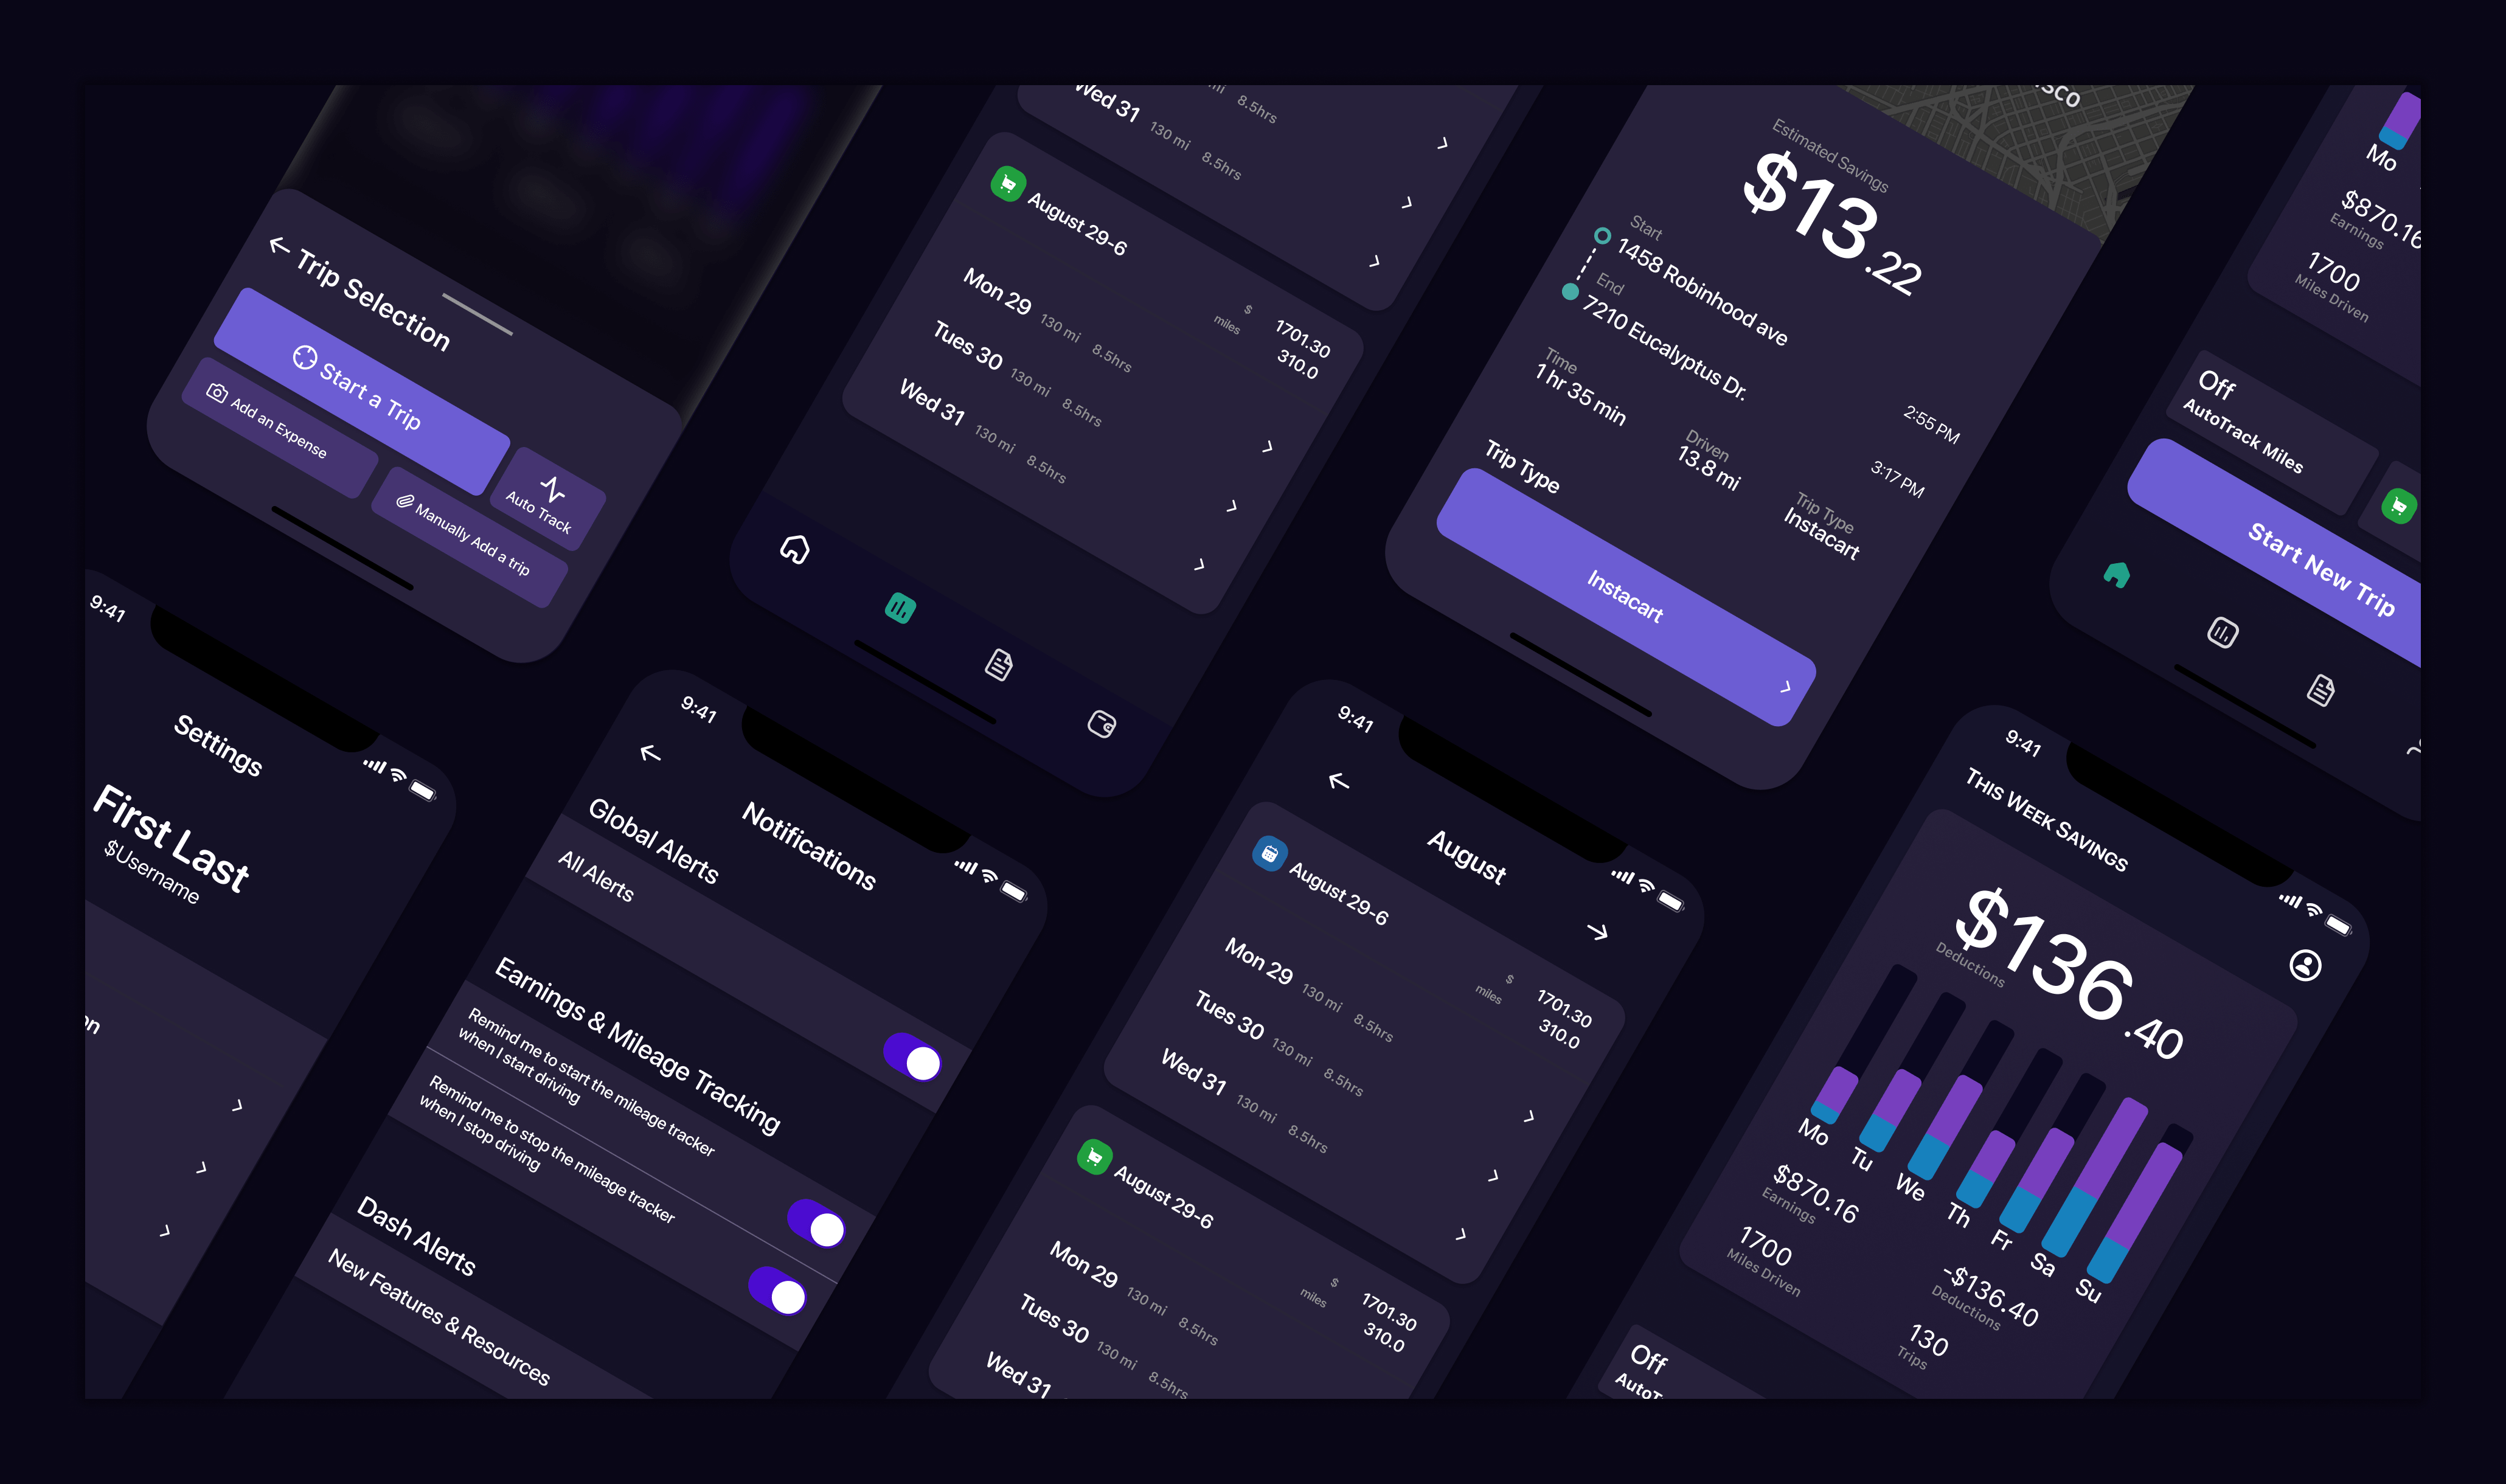 Trip Selection
Start a Trip
Auto Track
Add an Expense
Manually Add a trip
8.5hrs
Wed 31 130 mi 8.5hrs
August 29-6
$ 1701.30
miles 310.0
Mon 29 130 mi 8.5hrs
Tues 30 130 mi 8.5hrs
Wed 31 130 mi 8.5hrs
Estimated Savings
$13.22
Start
1458 Robinhood ave
2:55 PM
End
7210 Eucalyptus Dr.
3:17 PM
Time
1 hr 35 min
Driven
13.8 mi
Trip Type
Instacart
Trip Type
Instacart
Mo
$870.16
Earnings
1700
Miles Driven
Off
AutoTrack Miles
Start New Trip
9:41
Settings
First Last
$Username
9:41
Notifications
Global Alerts
All Alerts
Earnings & Mileage Tracking
Remind me to start the mileage tracker
when I start driving
Remind me to stop the mileage tracker
when I stop driving
Dash Alerts
New Features & Resources
9:41
August
August 29-6
$ 1701.30
miles 310.0
Mon 29 130 mi 8.5hrs
Tues 30 130 mi 8.5hrs
Wed 31 130 mi 8.5hrs
August 29-6
$ 1701.30
miles 310.0
Mon 29 130 mi 8.5hrs
Tues 30 130 mi 8.5hrs
Wed 31
9:41
THIS WEEK SAVINGS
$136.40
Deductions
Mo Tu We Th Fr Sa Su
$870.16
Earnings
-$136.40
Deductions
1700
Miles Driven
130
Trips
Off